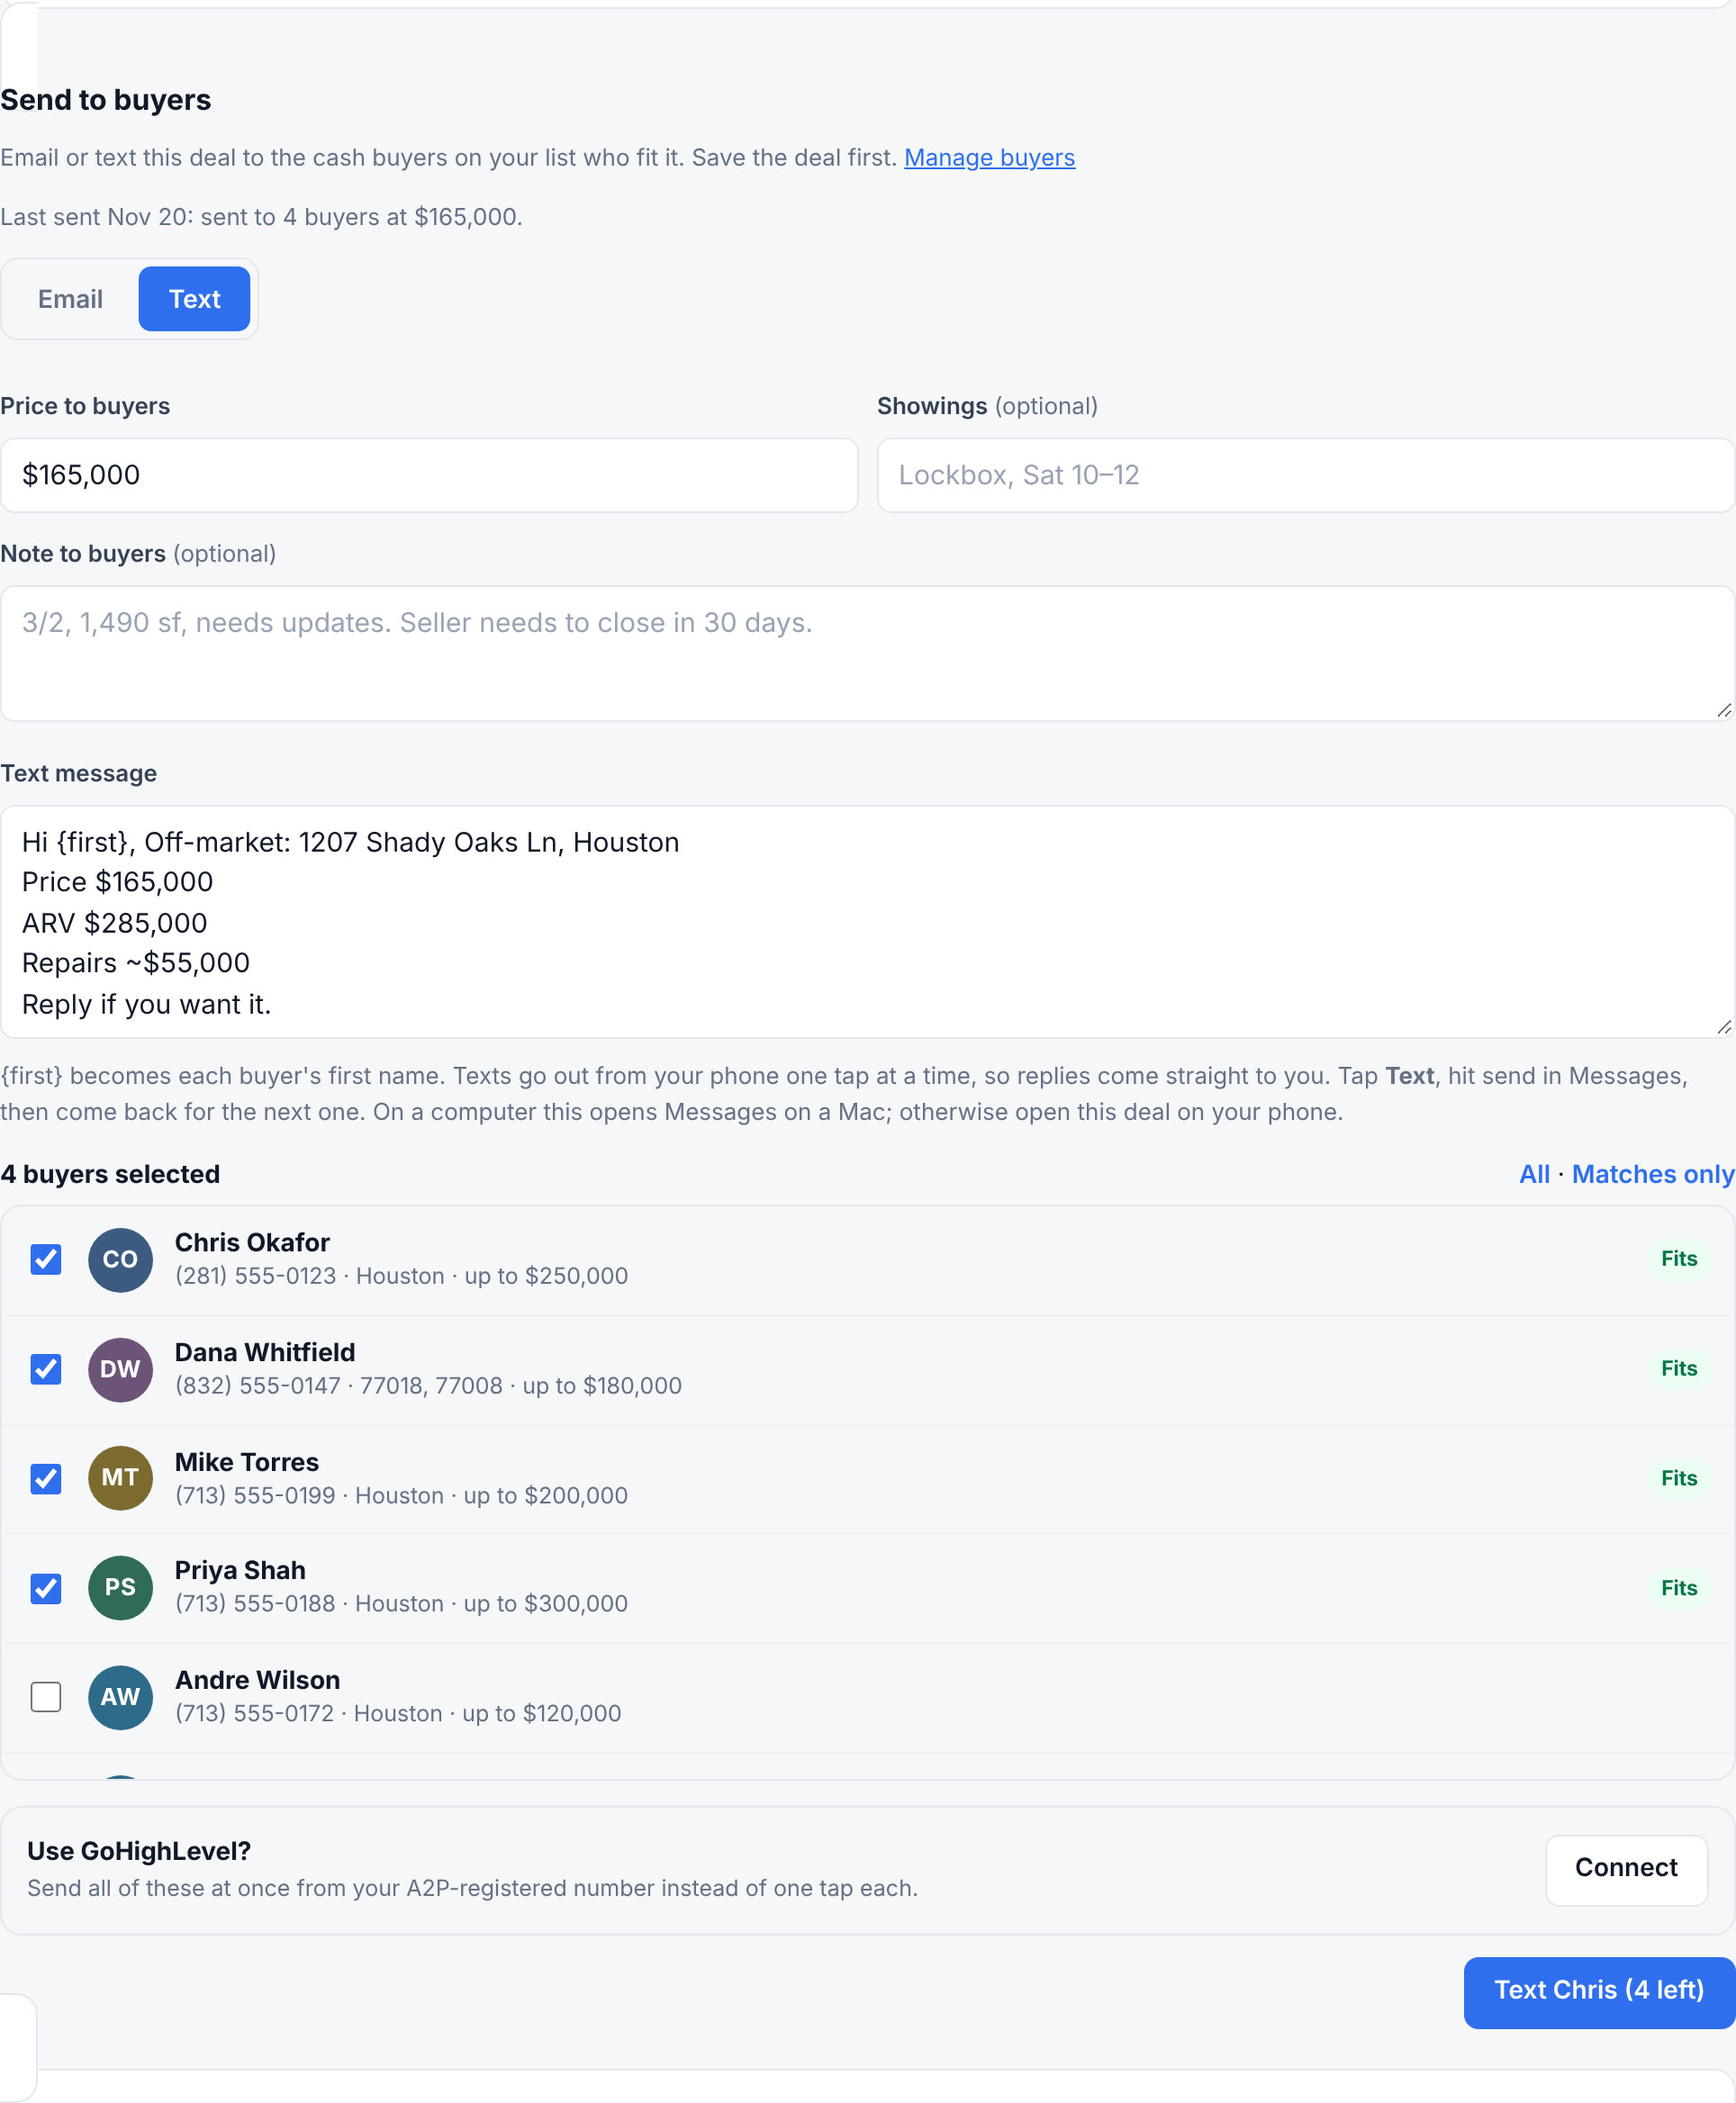 Send to buyers
Email or text this deal to the cash buyers on your list who fit it. Save the deal first. Manage buyers
Last sent Nov 20: sent to 4 buyers at $165,000.
Email
Text
Price to buyers
Showings (optional)
$165,000
Lockbox, Sat 10–12
Note to buyers (optional)
3/2, 1,490 sf, needs updates. Seller needs to close in 30 days.
Text message
Hi {first}, Off-market: 1207 Shady Oaks Ln, Houston
Price $165,000
ARV $285,000
Repairs ~$55,000
Reply if you want it.
{first} becomes each buyer's first name. Texts go out from your phone one tap at a time, so replies come straight to you. Tap Text, hit send in Messages,
then come back for the next one. On a computer this opens Messages on a Mac; otherwise open this deal on your phone.
4 buyers selected
All · Matches only
CO
Chris Okafor
(281) 555-0123 · Houston · up to $250,000
Fits
DW
Dana Whitfield
(832) 555-0147 · 77018, 77008 · up to $180,000
Fits
MT
Mike Torres
(713) 555-0199 · Houston · up to $200,000
Fits
PS
Priya Shah
(713) 555-0188 · Houston · up to $300,000
Fits
AW
Andre Wilson
(713) 555-0172 · Houston · up to $120,000
Use GoHighLevel?
Send all of these at once from your A2P-registered number instead of one tap each.
Connect
Text Chris (4 left)